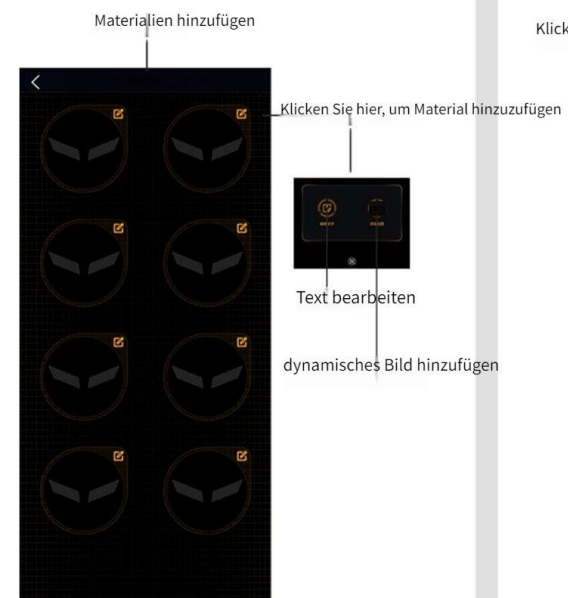 Materialien hinzufügen
Klick
Klicken Sie hier, um Material hinzuzufügen
Text bearbeiten
dynamisches Bild hinzufügen